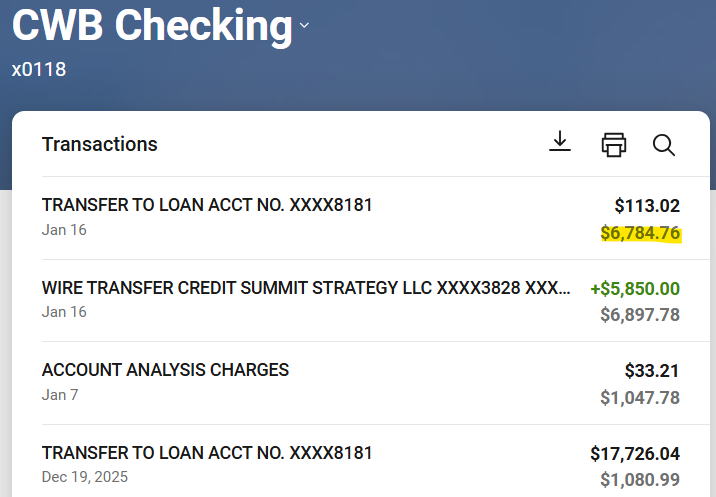 CWB Checking
x0118
Transactions
TRANSFER TO LOAN ACCT NO. XXXX8181 $113.02
Jan 16 $6,784.76
WIRE TRANSFER CREDIT SUMMIT STRATEGY LLC XXXX3828 XXX... +$5,850.00
Jan 16 $6,897.78
ACCOUNT ANALYSIS CHARGES $33.21
Jan 7 $1,047.78
TRANSFER TO LOAN ACCT NO. XXXX8181 $17,726.04
Dec 19, 2025 $1,080.99